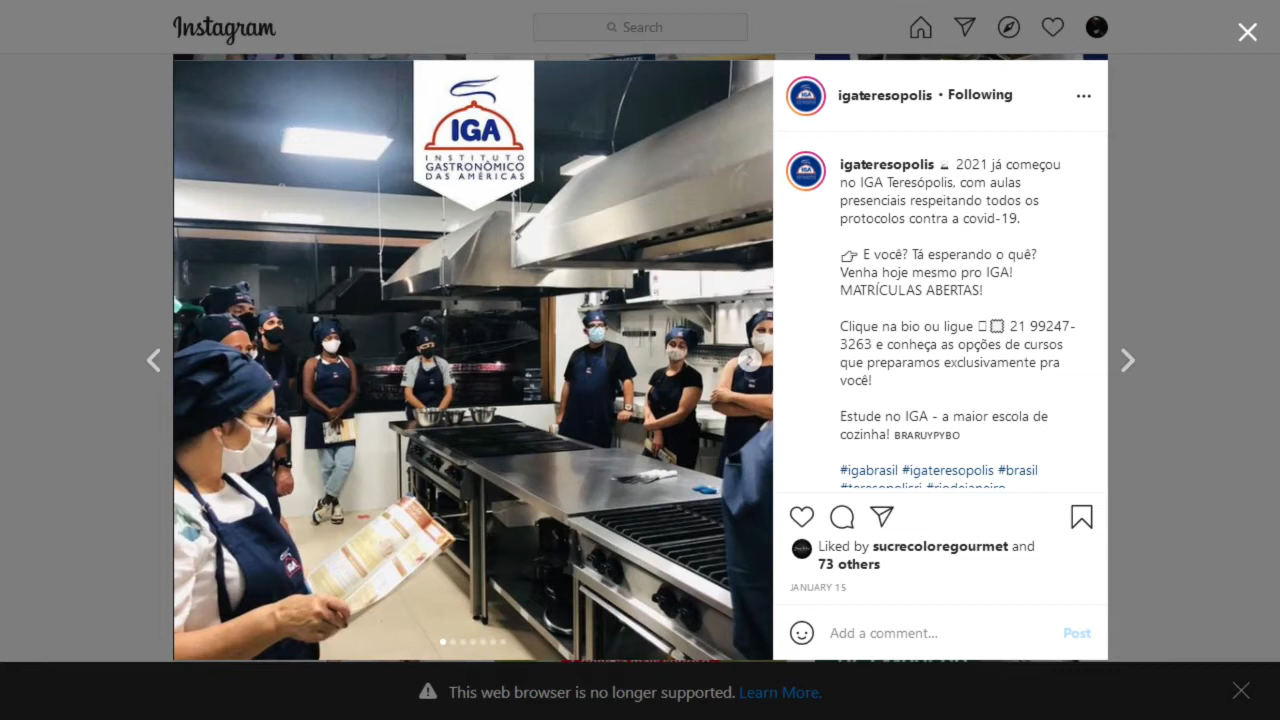 Instagram
Search
IGA
INSTITUTO
GASTRONÔMICO
DAS AMÉRICAS
igateresopolis • Following
igateresopolis 2021 já começou
no IGA Teresópolis, com aulas
presenciais respeitando todos os
protocolos contra a covid-19.
👉 E você? Tá esperando o quê?
Venha hoje mesmo pro IGA!
MATRÍCULAS ABERTAS!
Clique na bio ou ligue 21 99247-
3263 e conheça as opções de cursos
que preparamos exclusivamente pra
você!
Estude no IGA - a maior escola de
cozinha! BRARUYPYBO
#igabrasil #igateresopolis #brasil
#teresopolisrj #riodejaneiro
Liked by sucrecoloregourmet and
73 others
JANUARY 15
Add a comment... Post
This web browser is no longer supported. Learn More.